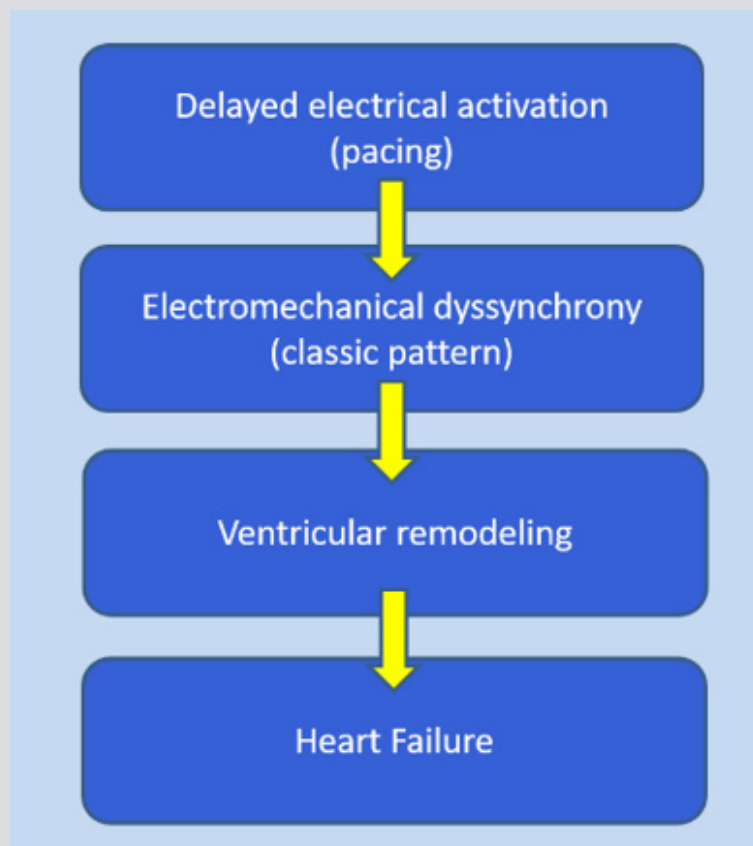 Delayed electrical activation
(pacing)
Electromechanical dyssynchrony
(classic pattern)
Ventricular remodeling
Heart Failure